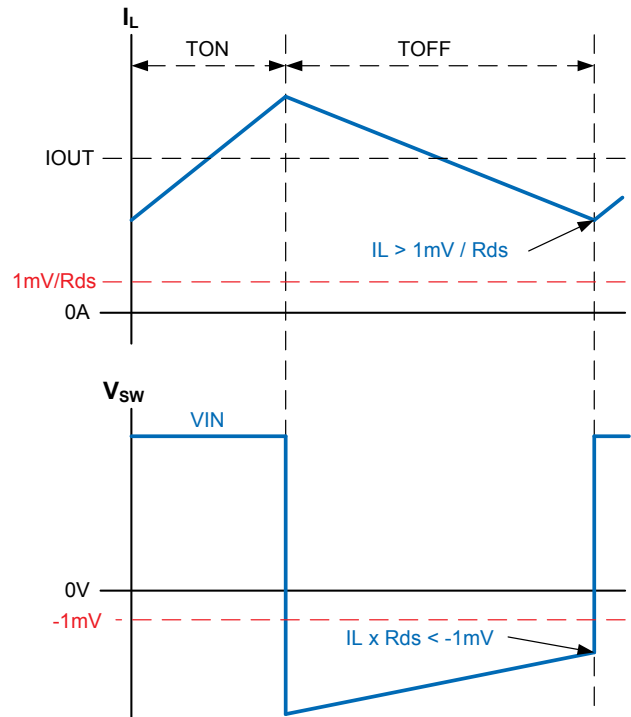 IL
TON
TOFF
IOUT
IL > 1mV / Rds
1mV/Rds
0A
VSW
VIN
0V
-1mV
IL x Rds < -1mV